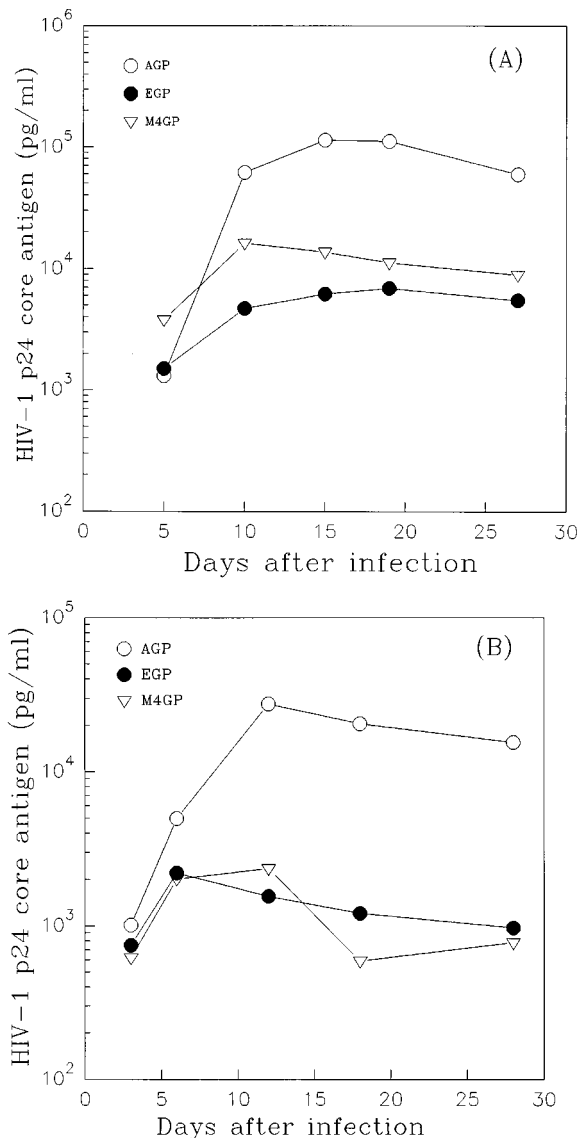 10^6
(A)
AGP
EGP
M4GP
10^5
10^4
10^3
10^2
HIV-1 p24 core antigen (pg/ml)
0 5 10 15 20 25 30
Days after infection
10^5
(B)
AGP
EGP
M4GP
10^4
10^3
10^2
HIV-1 p24 core antigen (pg/ml)
0 5 10 15 20 25 30
Days after infection